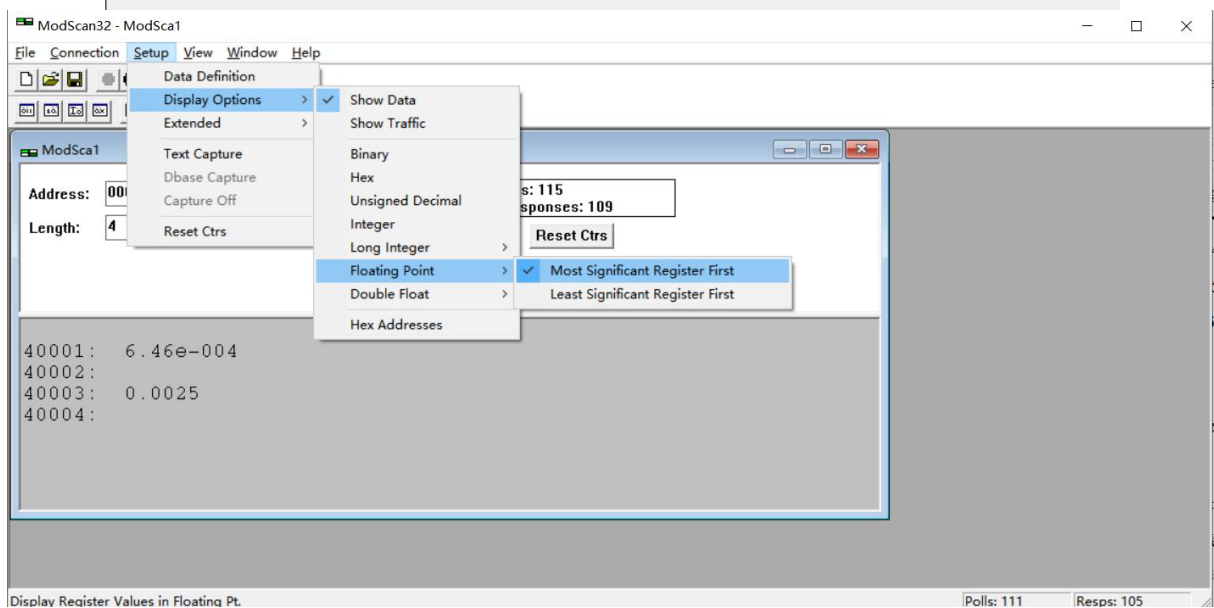 ModScan32 - ModSca1
File Connection Setup View Window Help
Data Definition
Display Options
Extended
Text Capture
Dbase Capture
Capture Off
Reset Ctrs
Show Data
Show Traffic
Binary
Hex
Unsigned Decimal
Integer
Long Integer
Floating Point
Double Float
Hex Addresses
Most Significant Register First
Least Significant Register First
ModSca1
Address: 00
s: 115
sponses: 109
Length: 4
Reset Ctrs
40001: 6.46e-004
40002:
40003: 0.0025
40004:
Display Register Values in Floating Pt.
Polls: 111
Resps: 105